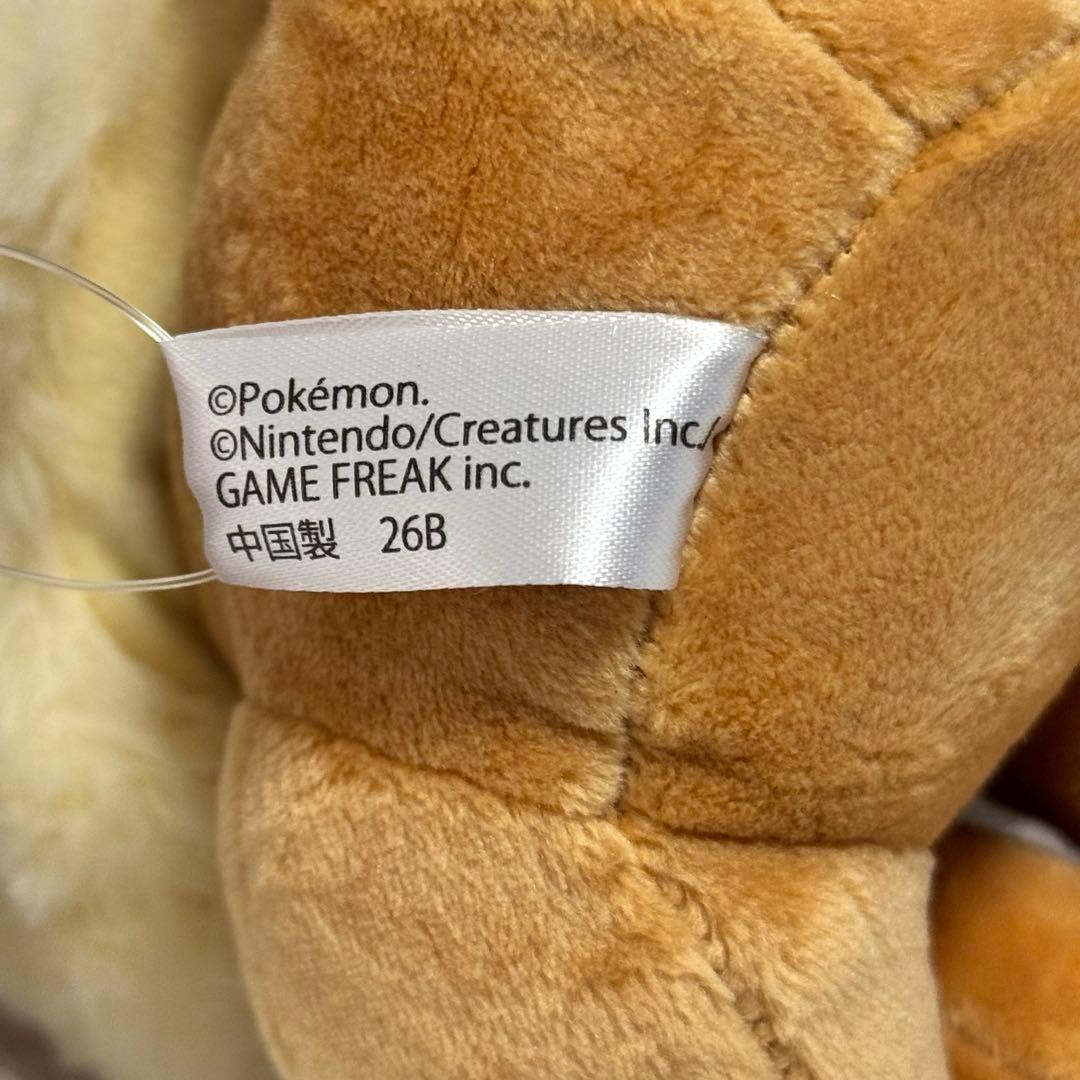 ©Pokémon.
©Nintendo/Creatures Inc./
GAME FREAK inc.
中国製 26B